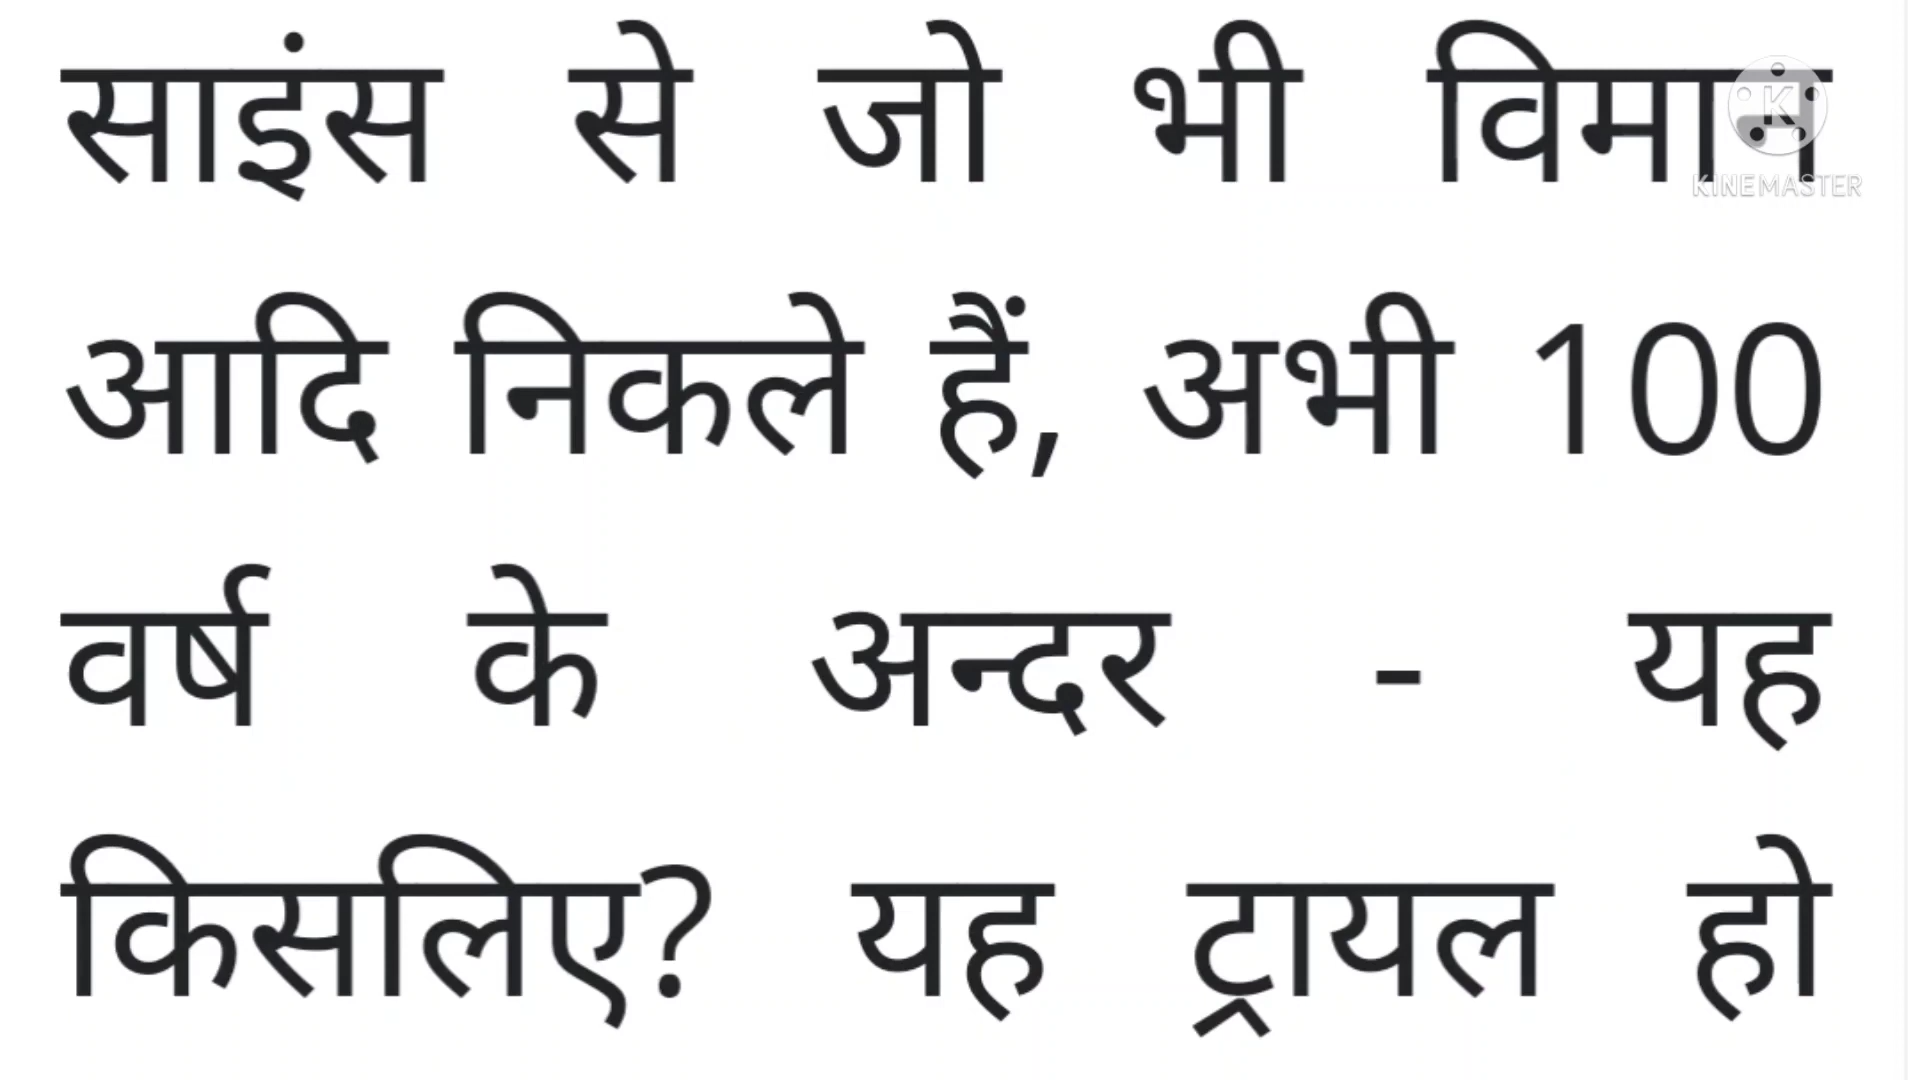 साइंस से जो भी विमान
KINEMASTER
आदि निकले हैं, अभी 100
वर्ष के अन्दर - यह
किसलिए? यह ट्रायल हो